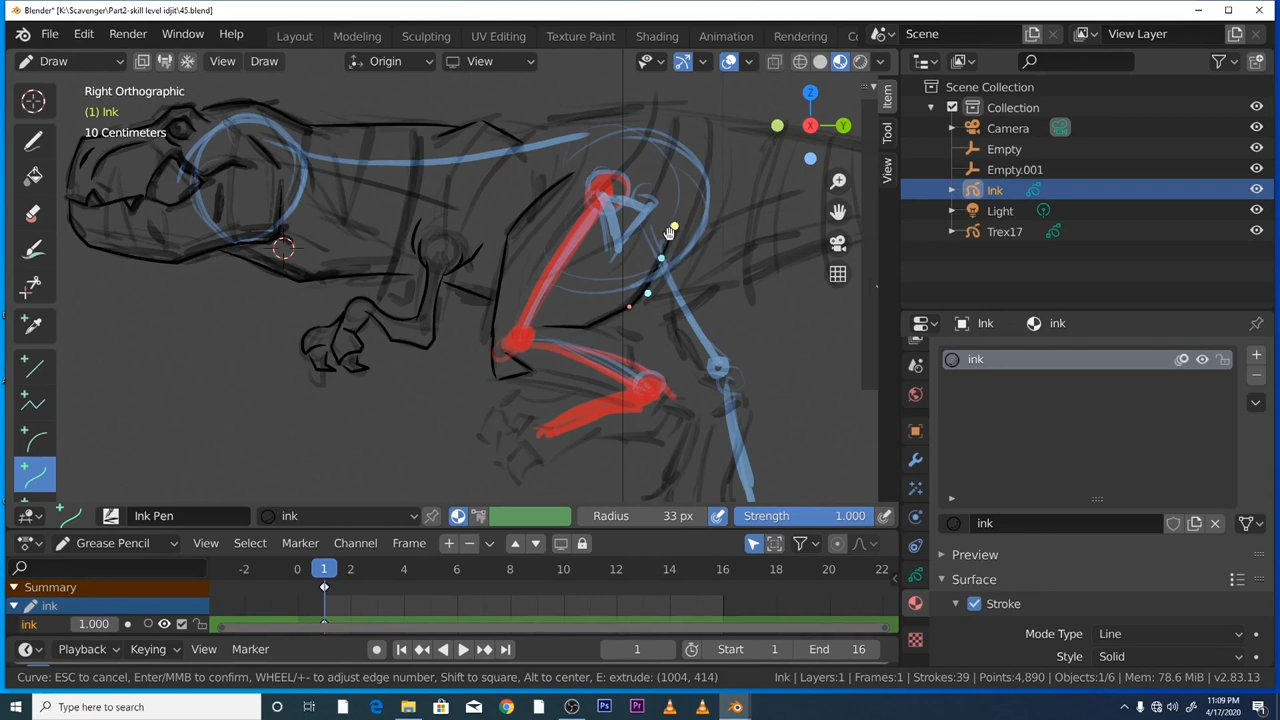 Blender* [K:\Scavenger\Part2-skill level idjit\45.blend]
File Edit Render Window Help Layout Modeling Sculpting UV Editing Texture Paint Shading Animation Rendering Scene View Layer
Draw View Draw Origin View
Right Orthographic
(1) Ink
10 Centimeters
Z
X Y
Item
Tool
View
Scene Collection
Collection
Camera
Empty
Empty.001
Ink
Light
Trex17
Ink ink
ink
Ink Pen ink Radius 33 px Strength 1.000
ink
Grease Pencil View Select Marker Channel Frame
Preview
-2 0 1 2 4 6 8 10 12 14 16 18 20 22
Summary
Surface
ink
Stroke
ink 1.000
Mode Type Line
Playback Keying View Marker 1 Start 1 End 16
Style Solid
Curve: ESC to cancel, Enter/MMB to confirm, WHEEL/+- to adjust edge number, Shift to square, Alt to center, E: extrude: (1004, 414)
Ink | Layers:1 | Frames:1 | Strokes:39 | Points:4,890 | Objects:1/6 | Mem: 78.6 MiB | v2.83.13
Type here to search
11:09 PM
4/17/2020